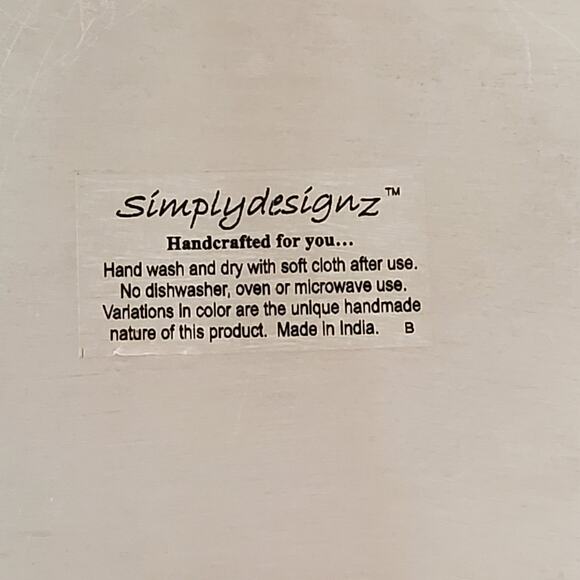 Simplydesignz™
Handcrafted for you...
Hand wash and dry with soft cloth after use.
No dishwasher, oven or microwave use.
Variations in color are the unique handmade
nature of this product. Made in India. B